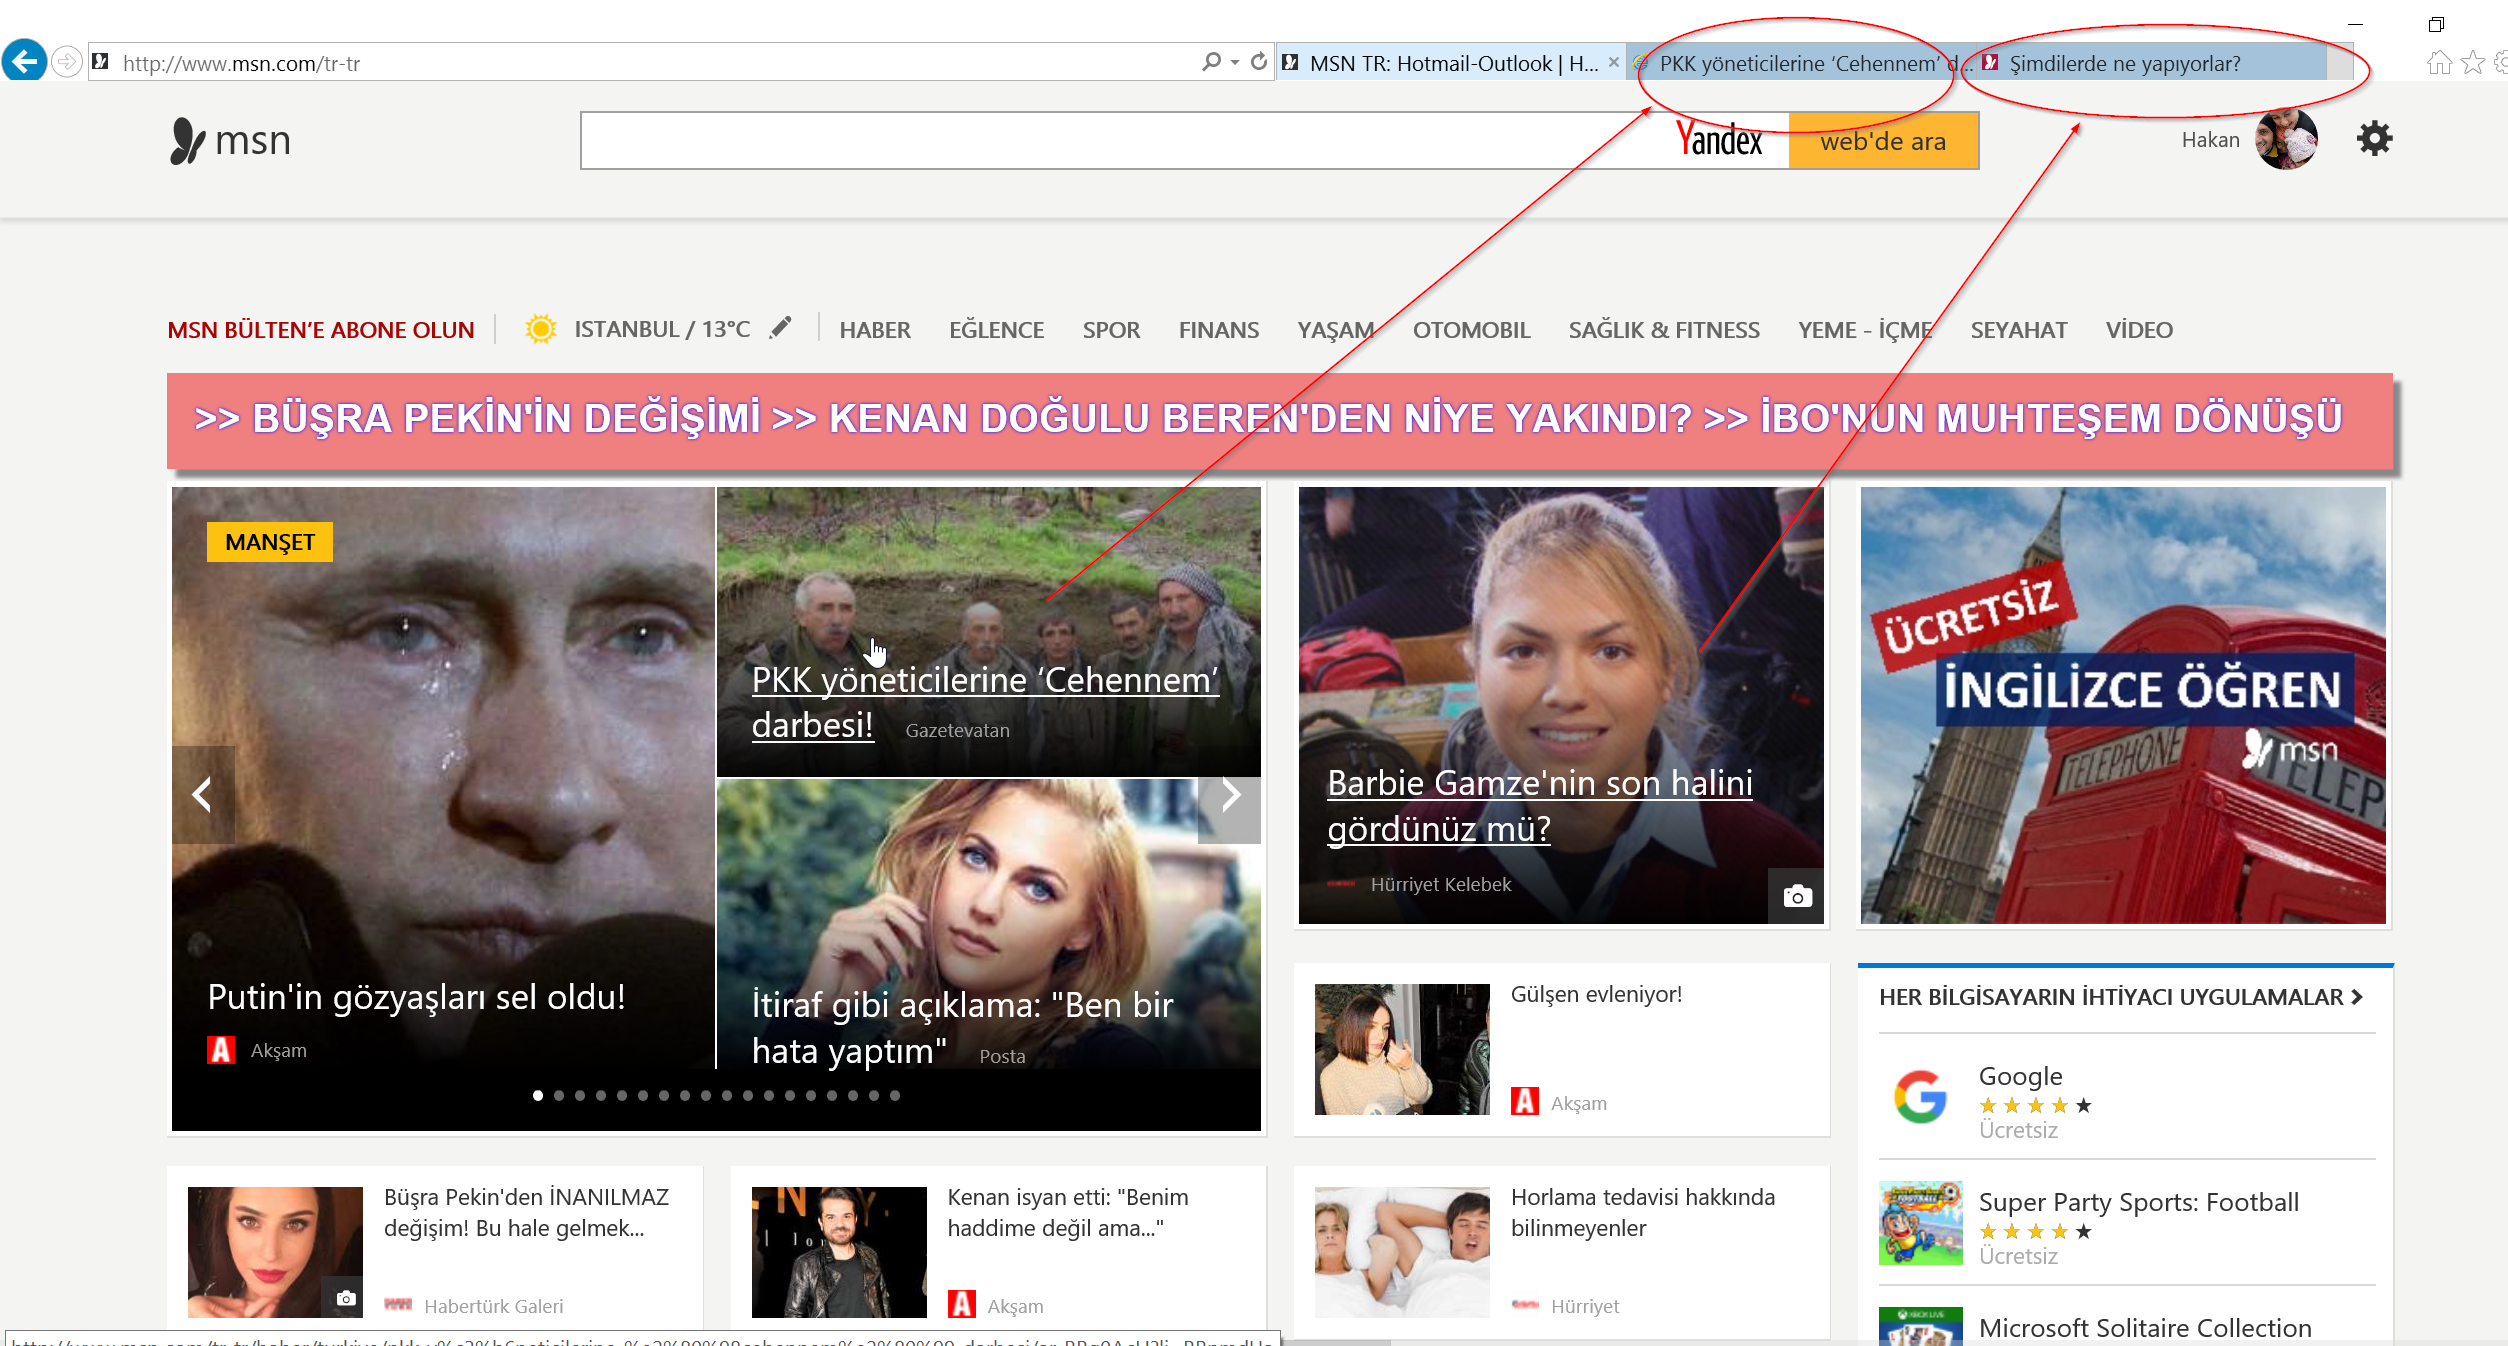 http://www.msn.com/tr-tr
MSN TR: Hotmail-Outlook | H...
PKK yöneticilerine ‘Cehennem’ d...
Şimdilerde ne yapıyorlar?
msn
Yandex
web'de ara
Hakan
MSN BÜLTEN’E ABONE OLUN
ISTANBUL / 13°C
HABER
EĞLENCE
SPOR
FINANS
YAŞAM
OTOMOBIL
SAĞLIK & FITNESS
YEME - İÇME
SEYAHAT
VİDEO
>> BÜŞRA PEKİN'İN DEĞİŞİMİ >> KENAN DOĞULU BEREN'DEN NİYE YAKINDI? >> İBO'NUN MUHTEŞEM DÖNÜŞÜ
MANŞET
Putin'in gözyaşları sel oldu!
A Akşam
PKK yöneticilerine ‘Cehennem’
darbesi! Gazetevatan
İtiraf gibi açıklama: "Ben bir
hata yaptım" Posta
Barbie Gamze'nin son halini
gördünüz mü?
Hürriyet Kelebek
ÜCRETSİZ
İNGİLİZCE ÖĞREN
msn
TELEPHONE
TELEP
Gülşen evleniyor!
A Akşam
HER BİLGİSAYARIN İHTİYACI UYGULAMALAR
Google
Ücretsiz
Super Party Sports: Football
Ücretsiz
Microsoft Solitaire Collection
Büşra Pekin'den İNANILMAZ
değişim! Bu hale gelmek...
Habertürk Galeri
Kenan isyan etti: "Benim
haddime değil ama..."
A Akşam
Horlama tedavisi hakkında
bilinmeyenler
Hürriyet